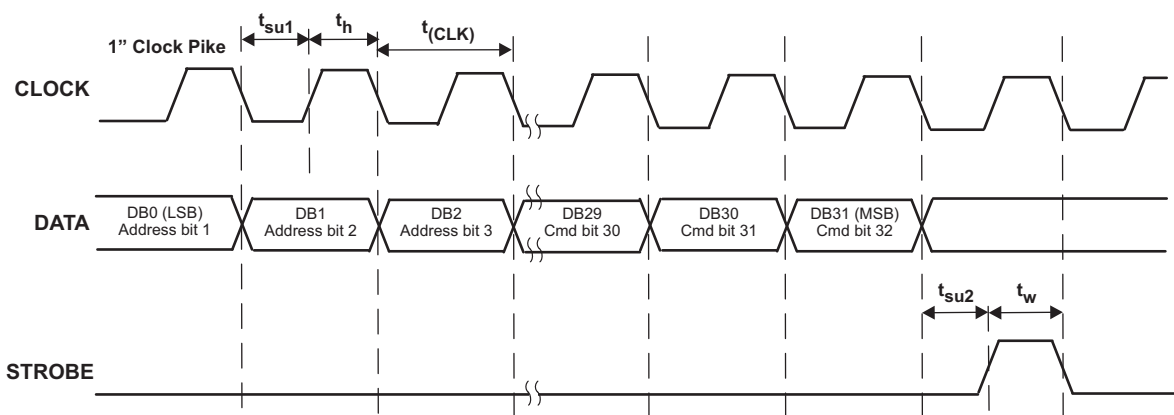 tsu1 th t(CLK)
1” Clock Pike
CLOCK
DATA
DB0 (LSB)
Address bit 1
DB1
Address bit 2
DB2
Address bit 3
DB29
Cmd bit 30
DB30
Cmd bit 31
DB31 (MSB)
Cmd bit 32
tsu2 tw
STROBE